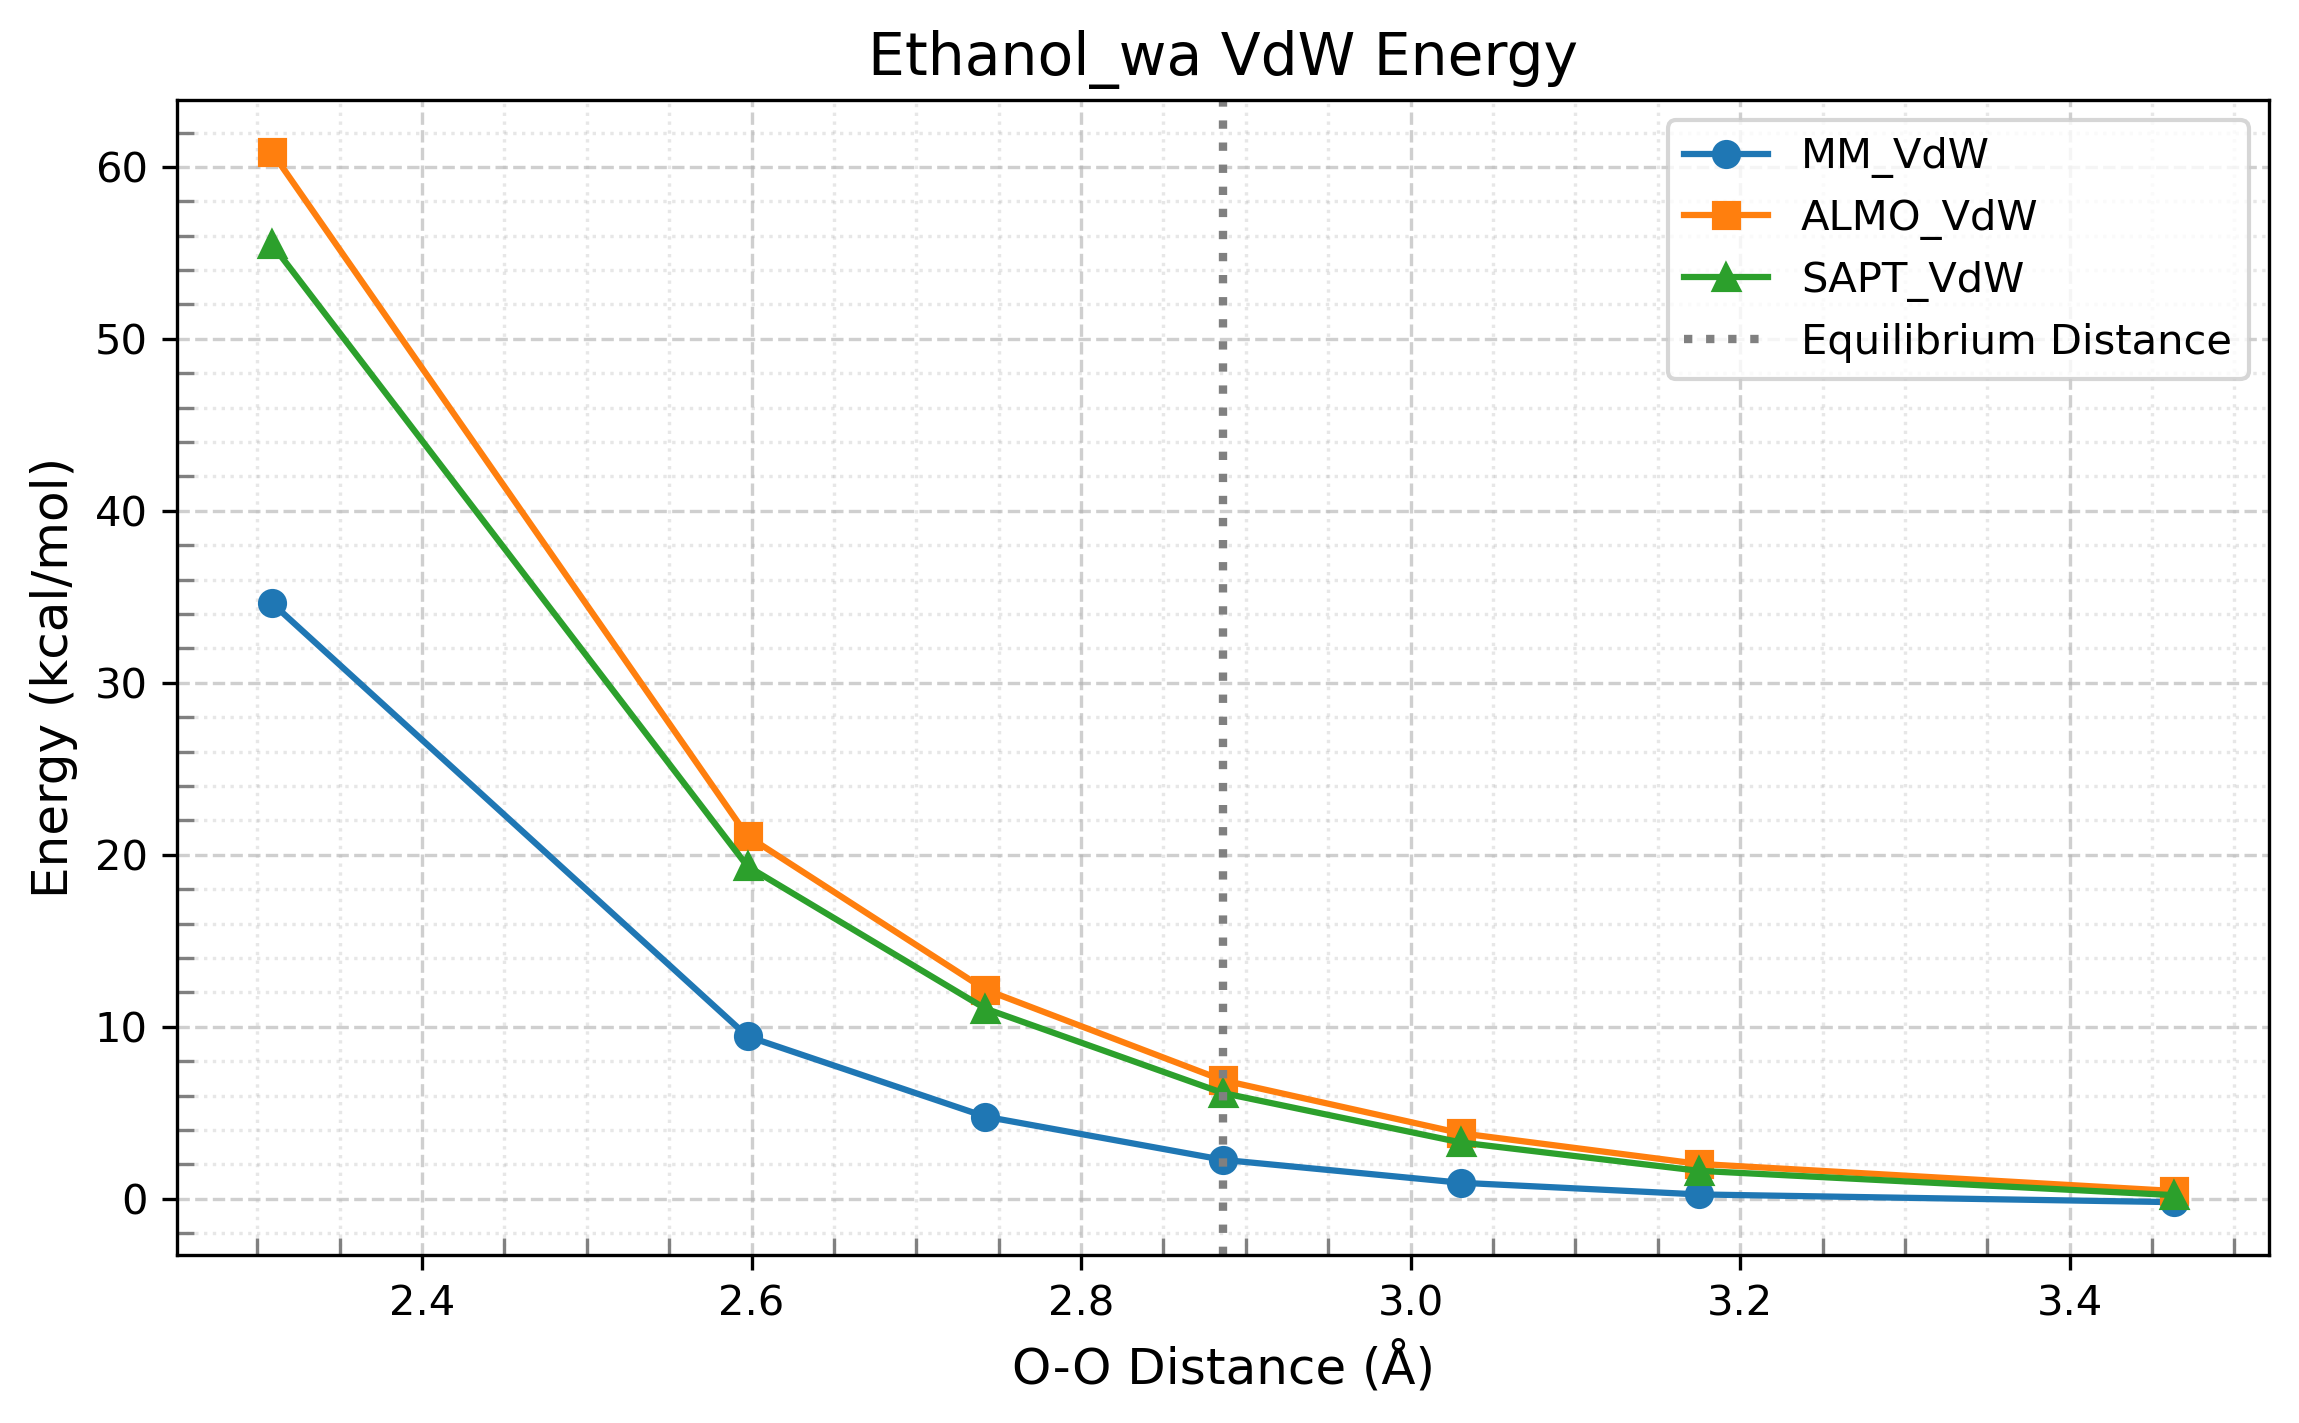 Ethanol_wa VdW Energy
MM_VdW
ALMO_VdW
SAPT_VdW
Equilibrium Distance
Energy (kcal/mol)
60
50
40
30
20
10
0
2.4 2.6 2.8 3.0 3.2 3.4
O-O Distance (Å)